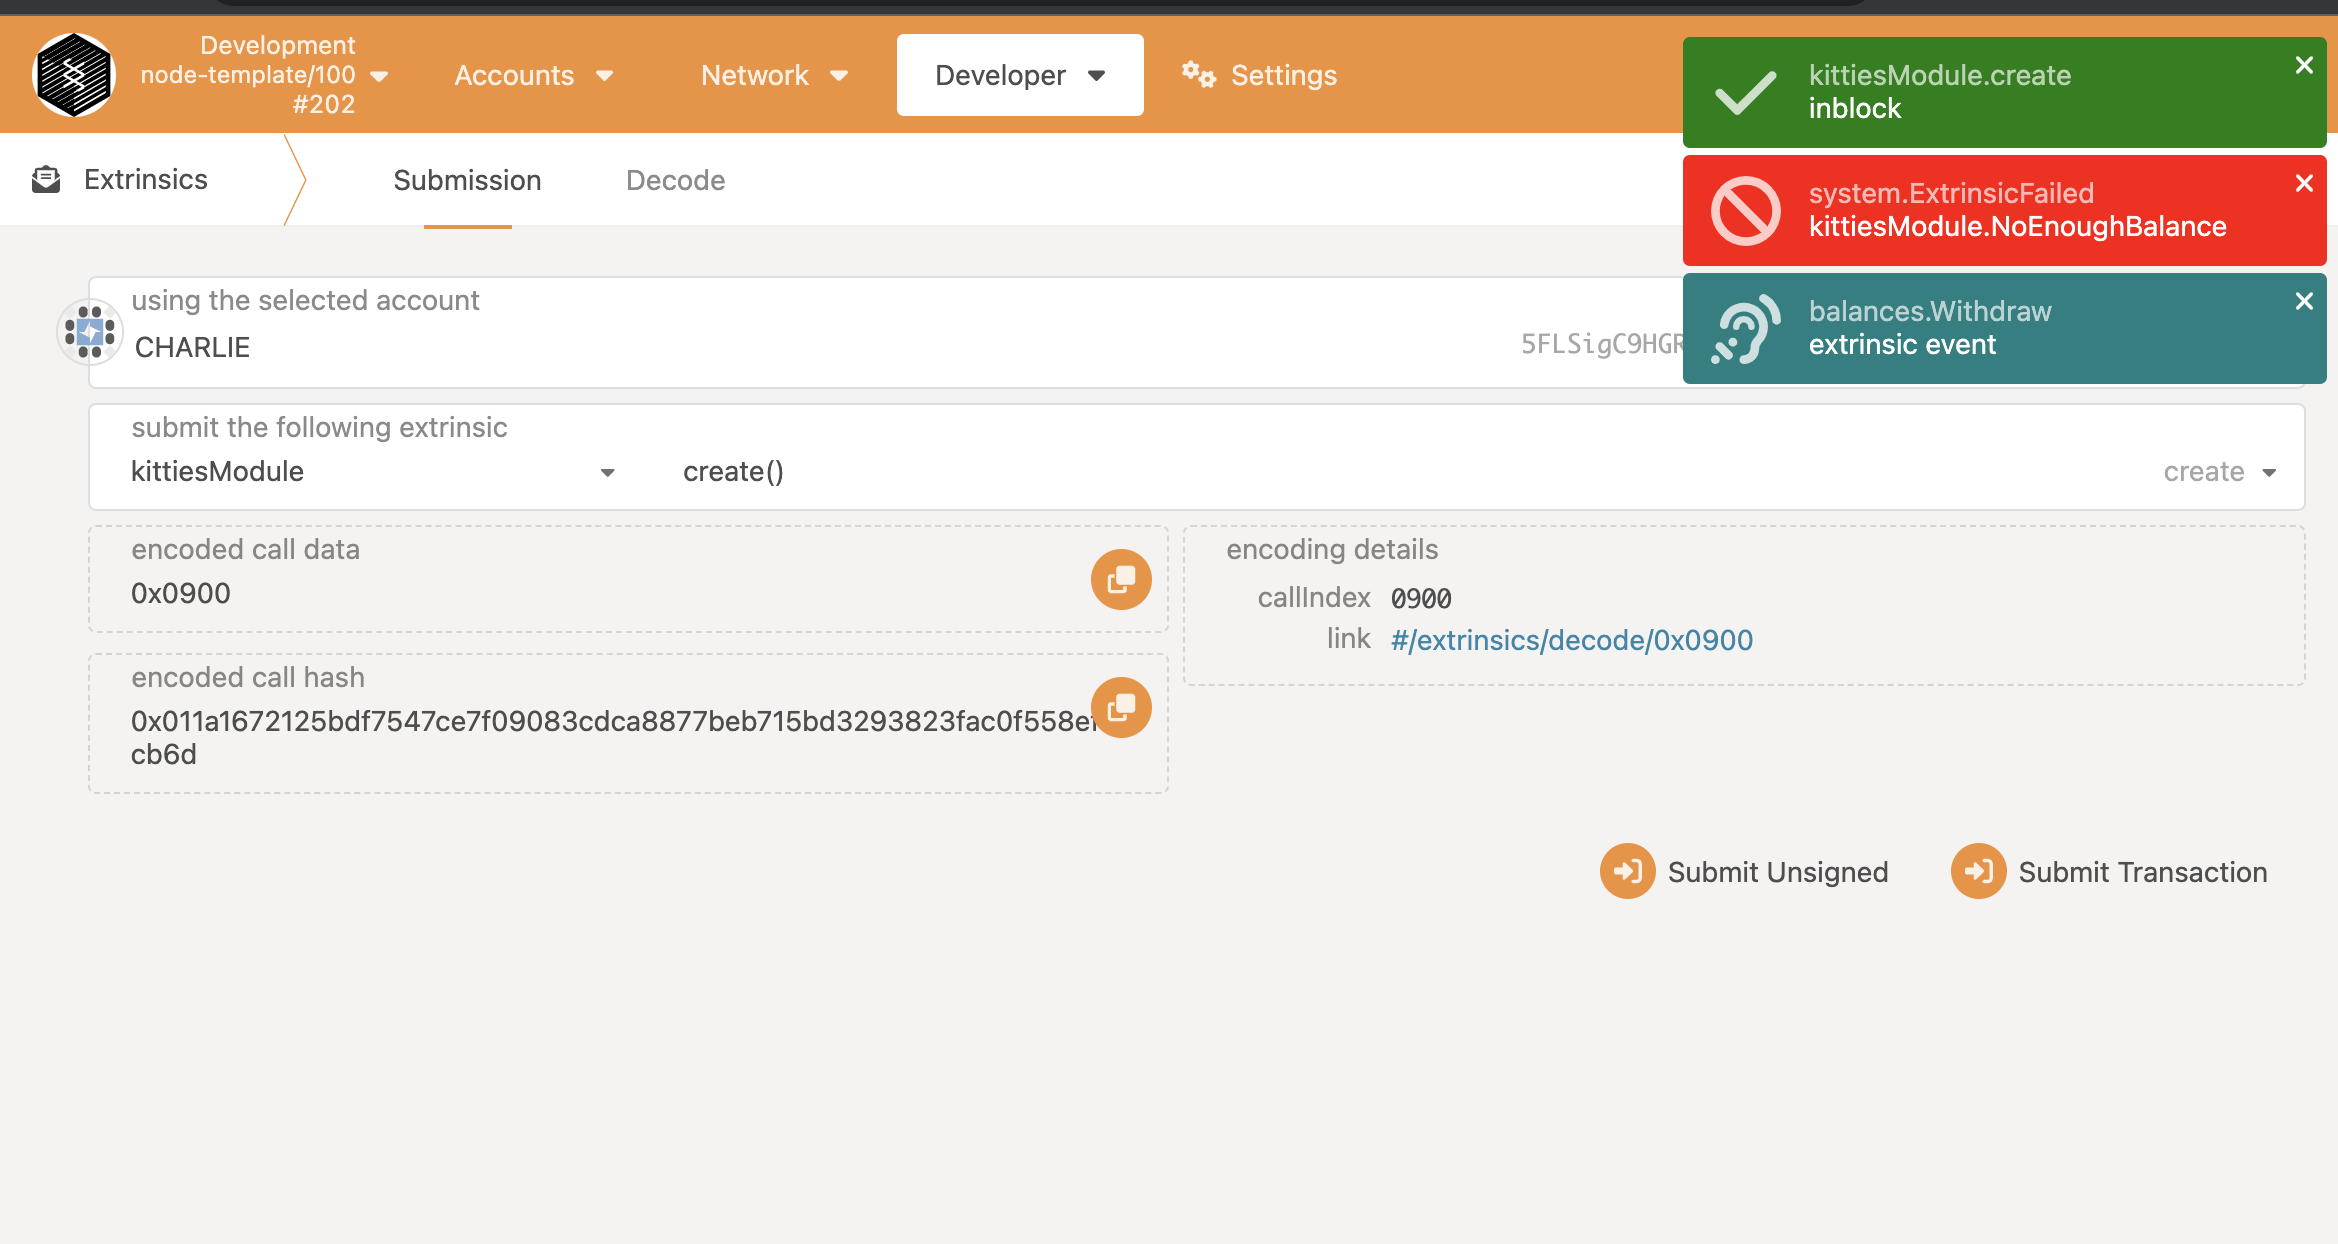 Development
node-template/100
#202
Accounts
Network
Developer
Settings
kittiesModule.create
inblock
system.ExtrinsicFailed
kittiesModule.NoEnoughBalance
balances.Withdraw
extrinsic event
Extrinsics
Submission
Decode
using the selected account
CHARLIE
5FLSigC9HGR
submit the following extrinsic
kittiesModule
create()
create
encoded call data
0x0900
encoding details
callIndex 0900
link #/extrinsics/decode/0x0900
encoded call hash
0x011a1672125bdf7547ce7f09083cdca8877beb715bd3293823fac0f558e
cb6d
Submit Unsigned
Submit Transaction